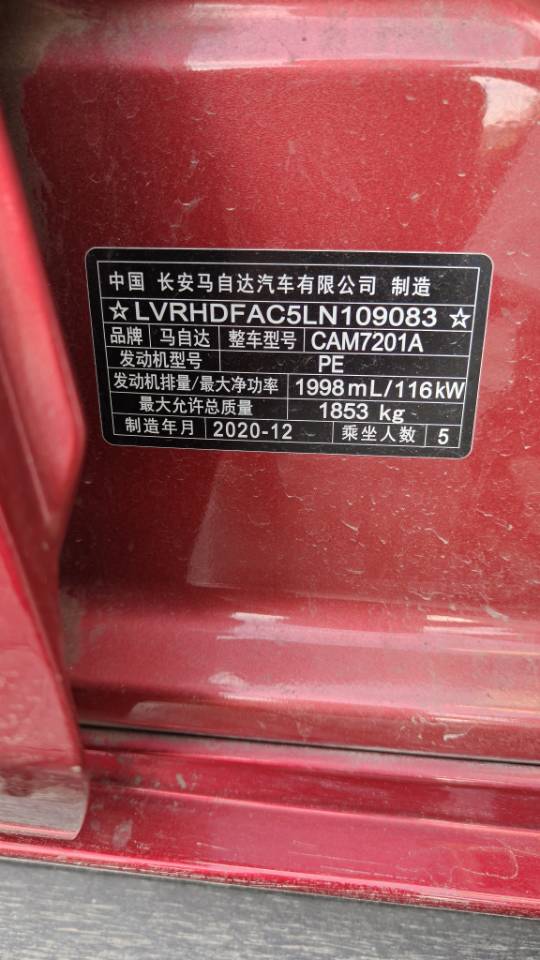 中国 长安马自达汽车有限公司 制造
☆LVRHDFAC5LN109083☆
品牌 马自达 整车型号 CAM7201A
发动机型号 PE
发动机排量/最大净功率 1998mL/116kW
最大允许总质量 1853 kg
制造年月 2020-12 乘坐人数 5